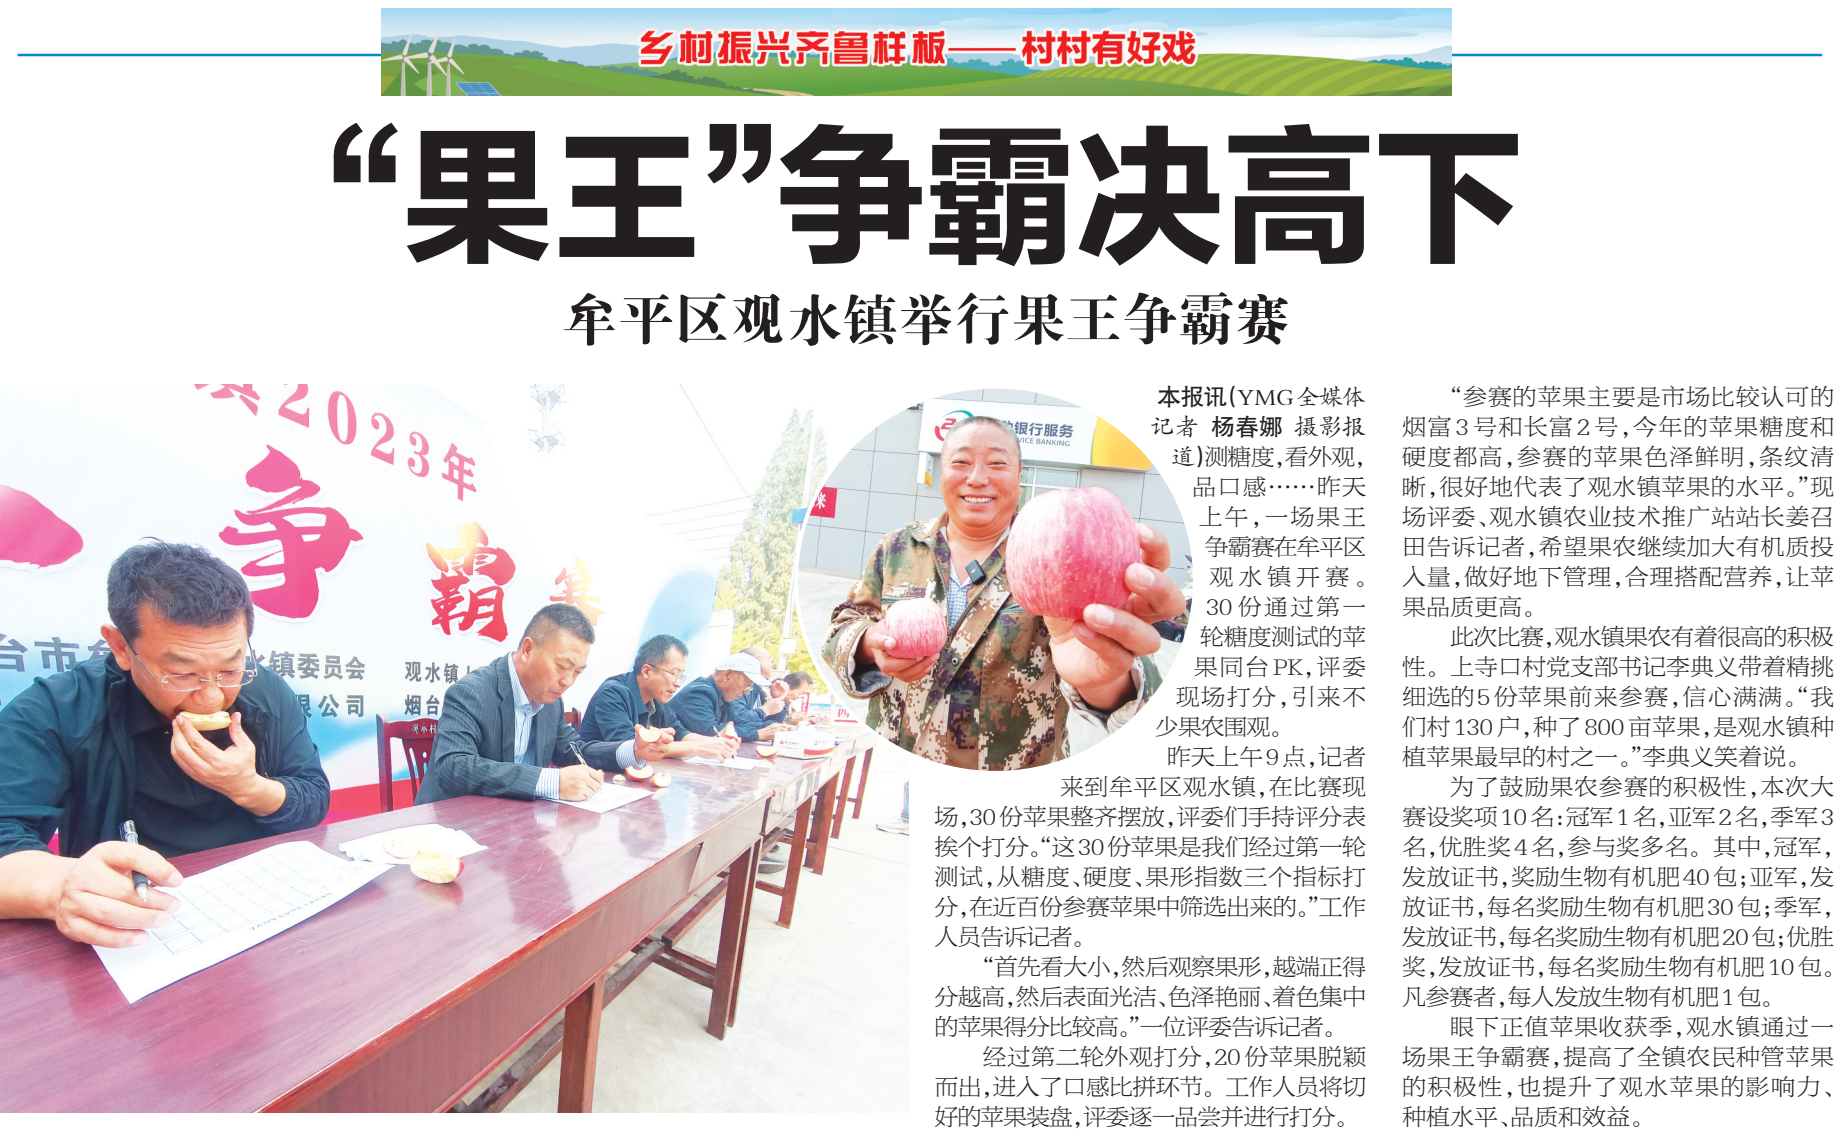 乡村振兴齐鲁样板——村村有好戏
“果王”争霸决高下
牟平区观水镇举行果王争霸赛
镇2023年
争
霸
赛
台市
水镇委员会
限公司
观水镇
烟台
银行服务
VICE BANKING
本报讯(YMG全媒体
记者 杨春娜 摄影报
道)测糖度,看外观,
品口感……昨天
上午,一场果王
争霸赛在牟平区
观水镇开赛。
30份通过第一
轮糖度测试的苹
果同台PK,评委
现场打分,引来不
少果农围观。
昨天上午9点,记者
来到牟平区观水镇,在比赛现
场,30份苹果整齐摆放,评委们手持评分表
挨个打分。“这30份苹果是我们经过第一轮
测试,从糖度、硬度、果形指数三个指标打
分,在近百份参赛苹果中筛选出来的。”工作
人员告诉记者。
“首先看大小,然后观察果形,越端正得
分越高,然后表面光洁、色泽艳丽、着色集中
的苹果得分比较高。”一位评委告诉记者。
经过第二轮外观打分,20份苹果脱颖
而出,进入了口感比拼环节。工作人员将切
好的苹果装盘,评委逐一品尝并进行打分。
“参赛的苹果主要是市场比较认可的
烟富3号和长富2号,今年的苹果糖度和
硬度都高,参赛的苹果色泽鲜明,条纹清
晰,很好地代表了观水镇苹果的水平。”现
场评委、观水镇农业技术推广站站长姜召
田告诉记者,希望果农继续加大有机质投
入量,做好地下管理,合理搭配营养,让苹
果品质更高。
此次比赛,观水镇果农有着很高的积极
性。上寺口村党支部书记李典义带着精挑
细选的5份苹果前来参赛,信心满满。“我
们村130户,种了800亩苹果,是观水镇种
植苹果最早的村之一。”李典义笑着说。
为了鼓励果农参赛的积极性,本次大
赛设奖项10名:冠军1名,亚军2名,季军3
名,优胜奖4名,参与奖多名。其中,冠军,
发放证书,奖励生物有机肥40包;亚军,发
放证书,每名奖励生物有机肥30包;季军,
发放证书,每名奖励生物有机肥20包;优胜
奖,发放证书,每名奖励生物有机肥10包。
凡参赛者,每人发放生物有机肥1包。
眼下正值苹果收获季,观水镇通过一
场果王争霸赛,提高了全镇农民种管苹果
的积极性,也提升了观水苹果的影响力、
种植水平、品质和效益。